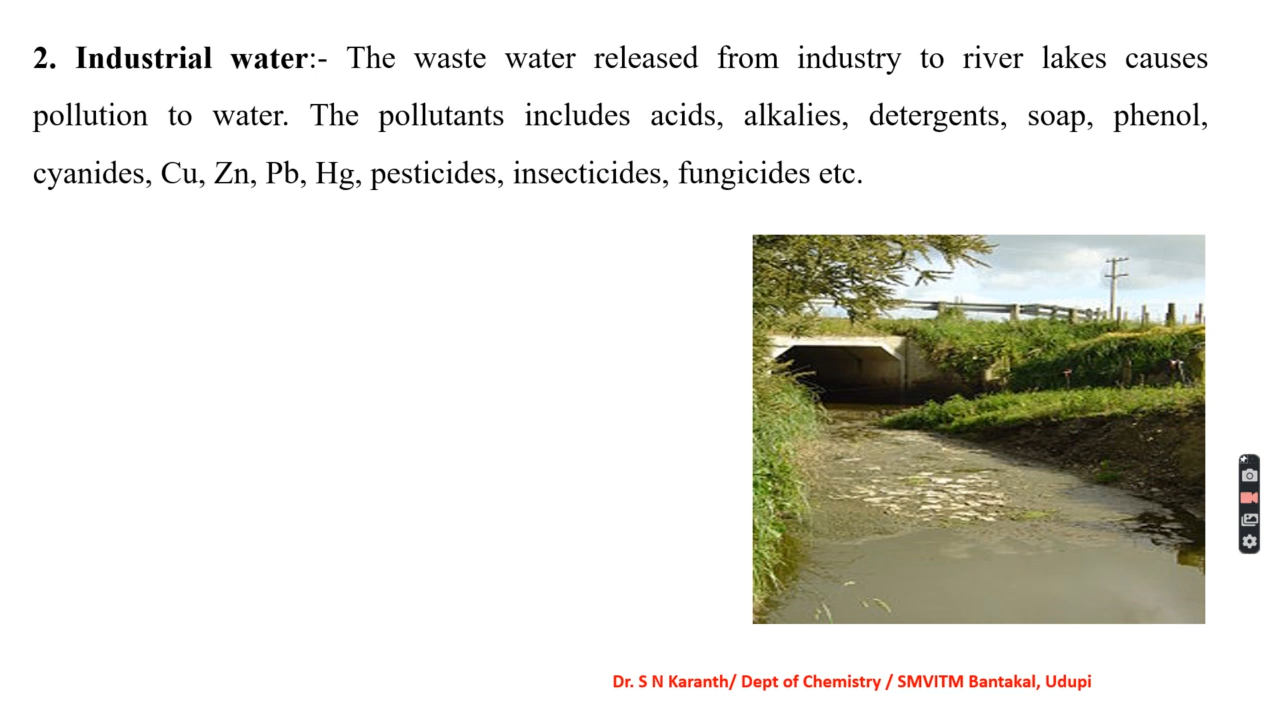 2. Industrial water:- The waste water released from industry to river lakes causes
pollution to water. The pollutants includes acids, alkalies, detergents, soap, phenol,
cyanides, Cu, Zn, Pb, Hg, pesticides, insecticides, fungicides etc.
Dr. S N Karanth/ Dept of Chemistry / SMVITM Bantakal, Udupi